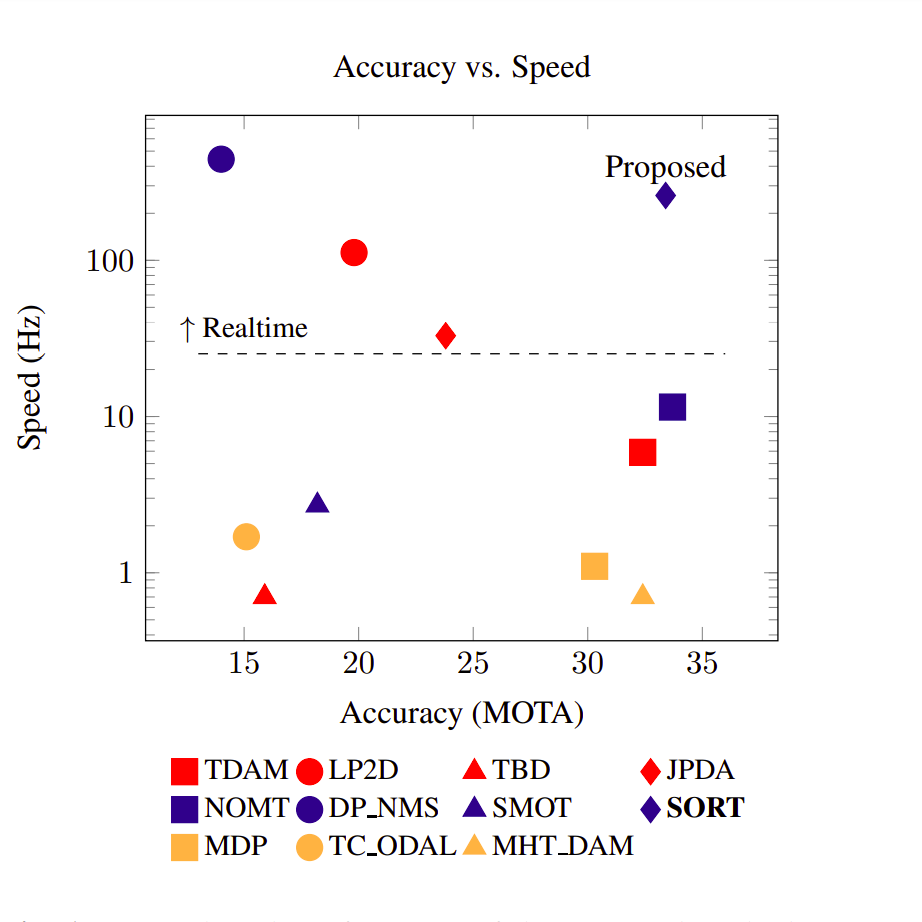 Accuracy vs. Speed
Proposed
100
↑ Realtime
10
1
Speed (Hz)
15 20 25 30 35
Accuracy (MOTA)
TDAM LP2D TBD JPDA
NOMT DP_NMS SMOT SORT
MDP TC_ODAL MHT_DAM